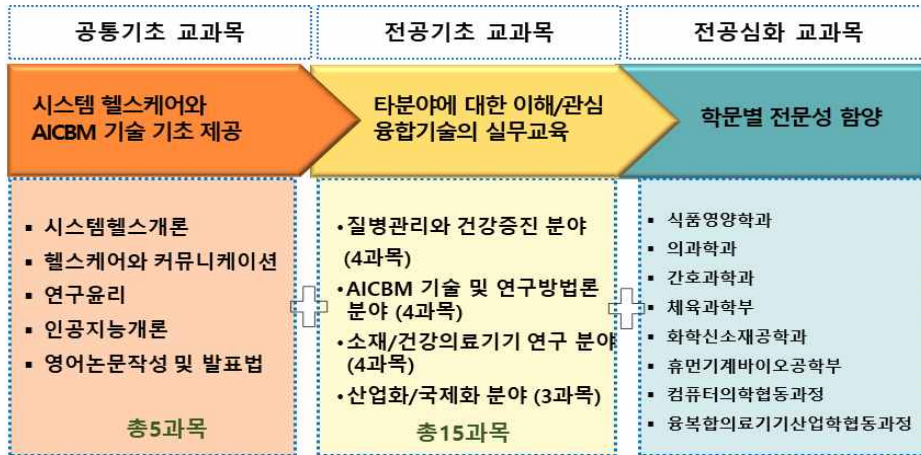 공통기초 교과목
전공기초 교과목
전공심화 교과목
시스템 헬스케어와
AICBM 기술 기초 제공
타분야에 대한 이해/관심
융합기술의 실무교육
학문별 전문성 함양
▪ 시스템헬스개론
▪ 헬스케어와 커뮤니케이션
▪ 연구윤리
▪ 인공지능개론
▪ 영어논문작성 및 발표법
총5과목
•질병관리와 건강증진 분야
(4과목)
•AICBM 기술 및 연구방법론
분야 (4과목)
•소재/건강의료기기 연구 분야
(4과목)
•산업화/국제화 분야 (3과목)
총15과목
▪ 식품영양학과
▪ 의과학과
▪ 간호과학과
▪ 체육과학부
▪ 화학신소재공학과
▪ 휴먼기계바이오공학부
▪ 컴퓨터의학협동과정
▪ 융복합의료기기산업학협동과정